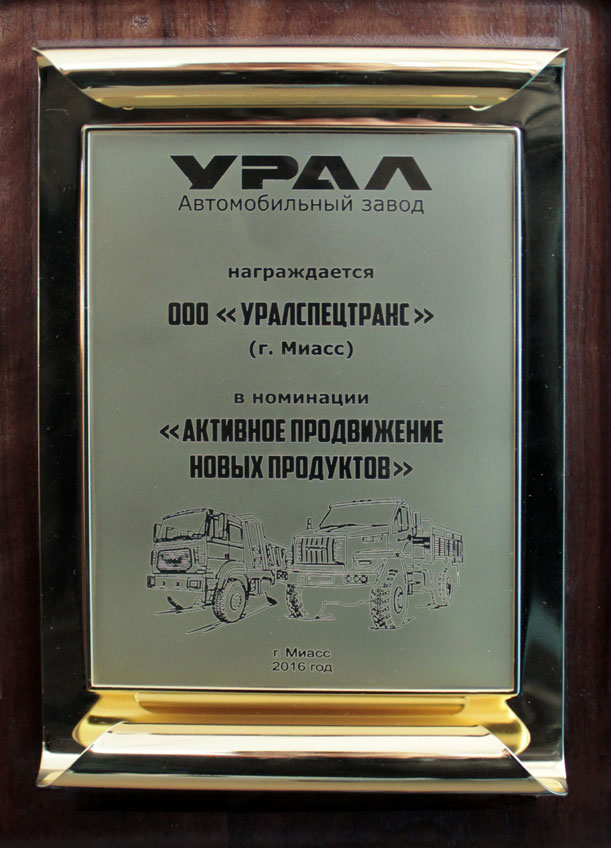 УРАЛ
Автомобильный завод
награждается
ООО «УРАЛСПЕЦТРАНС»
(г. Миасс)
в номинации
«АКТИВНОЕ ПРОДВИЖЕНИЕ
НОВЫХ ПРОДУКТОВ»
г. Миасс
2016 год